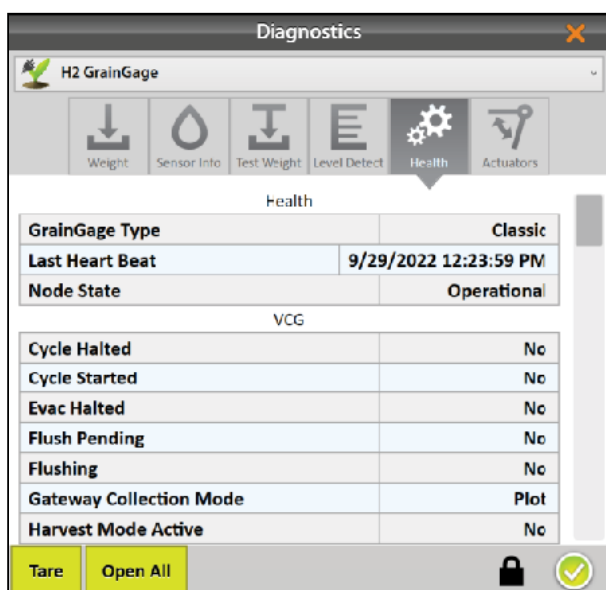 Diagnostics
H2 GrainGage
Weight Sensor Info Test Weight Level Detect Health Actuators
Health
GrainGage Type Classic
Last Heart Beat 9/29/2022 12:23:59 PM
Node State Operational
VCG
Cycle Halted No
Cycle Started No
Evac Halted No
Flush Pending No
Flushing No
Gateway Collection Mode Plot
Harvest Mode Active No
Tare Open All